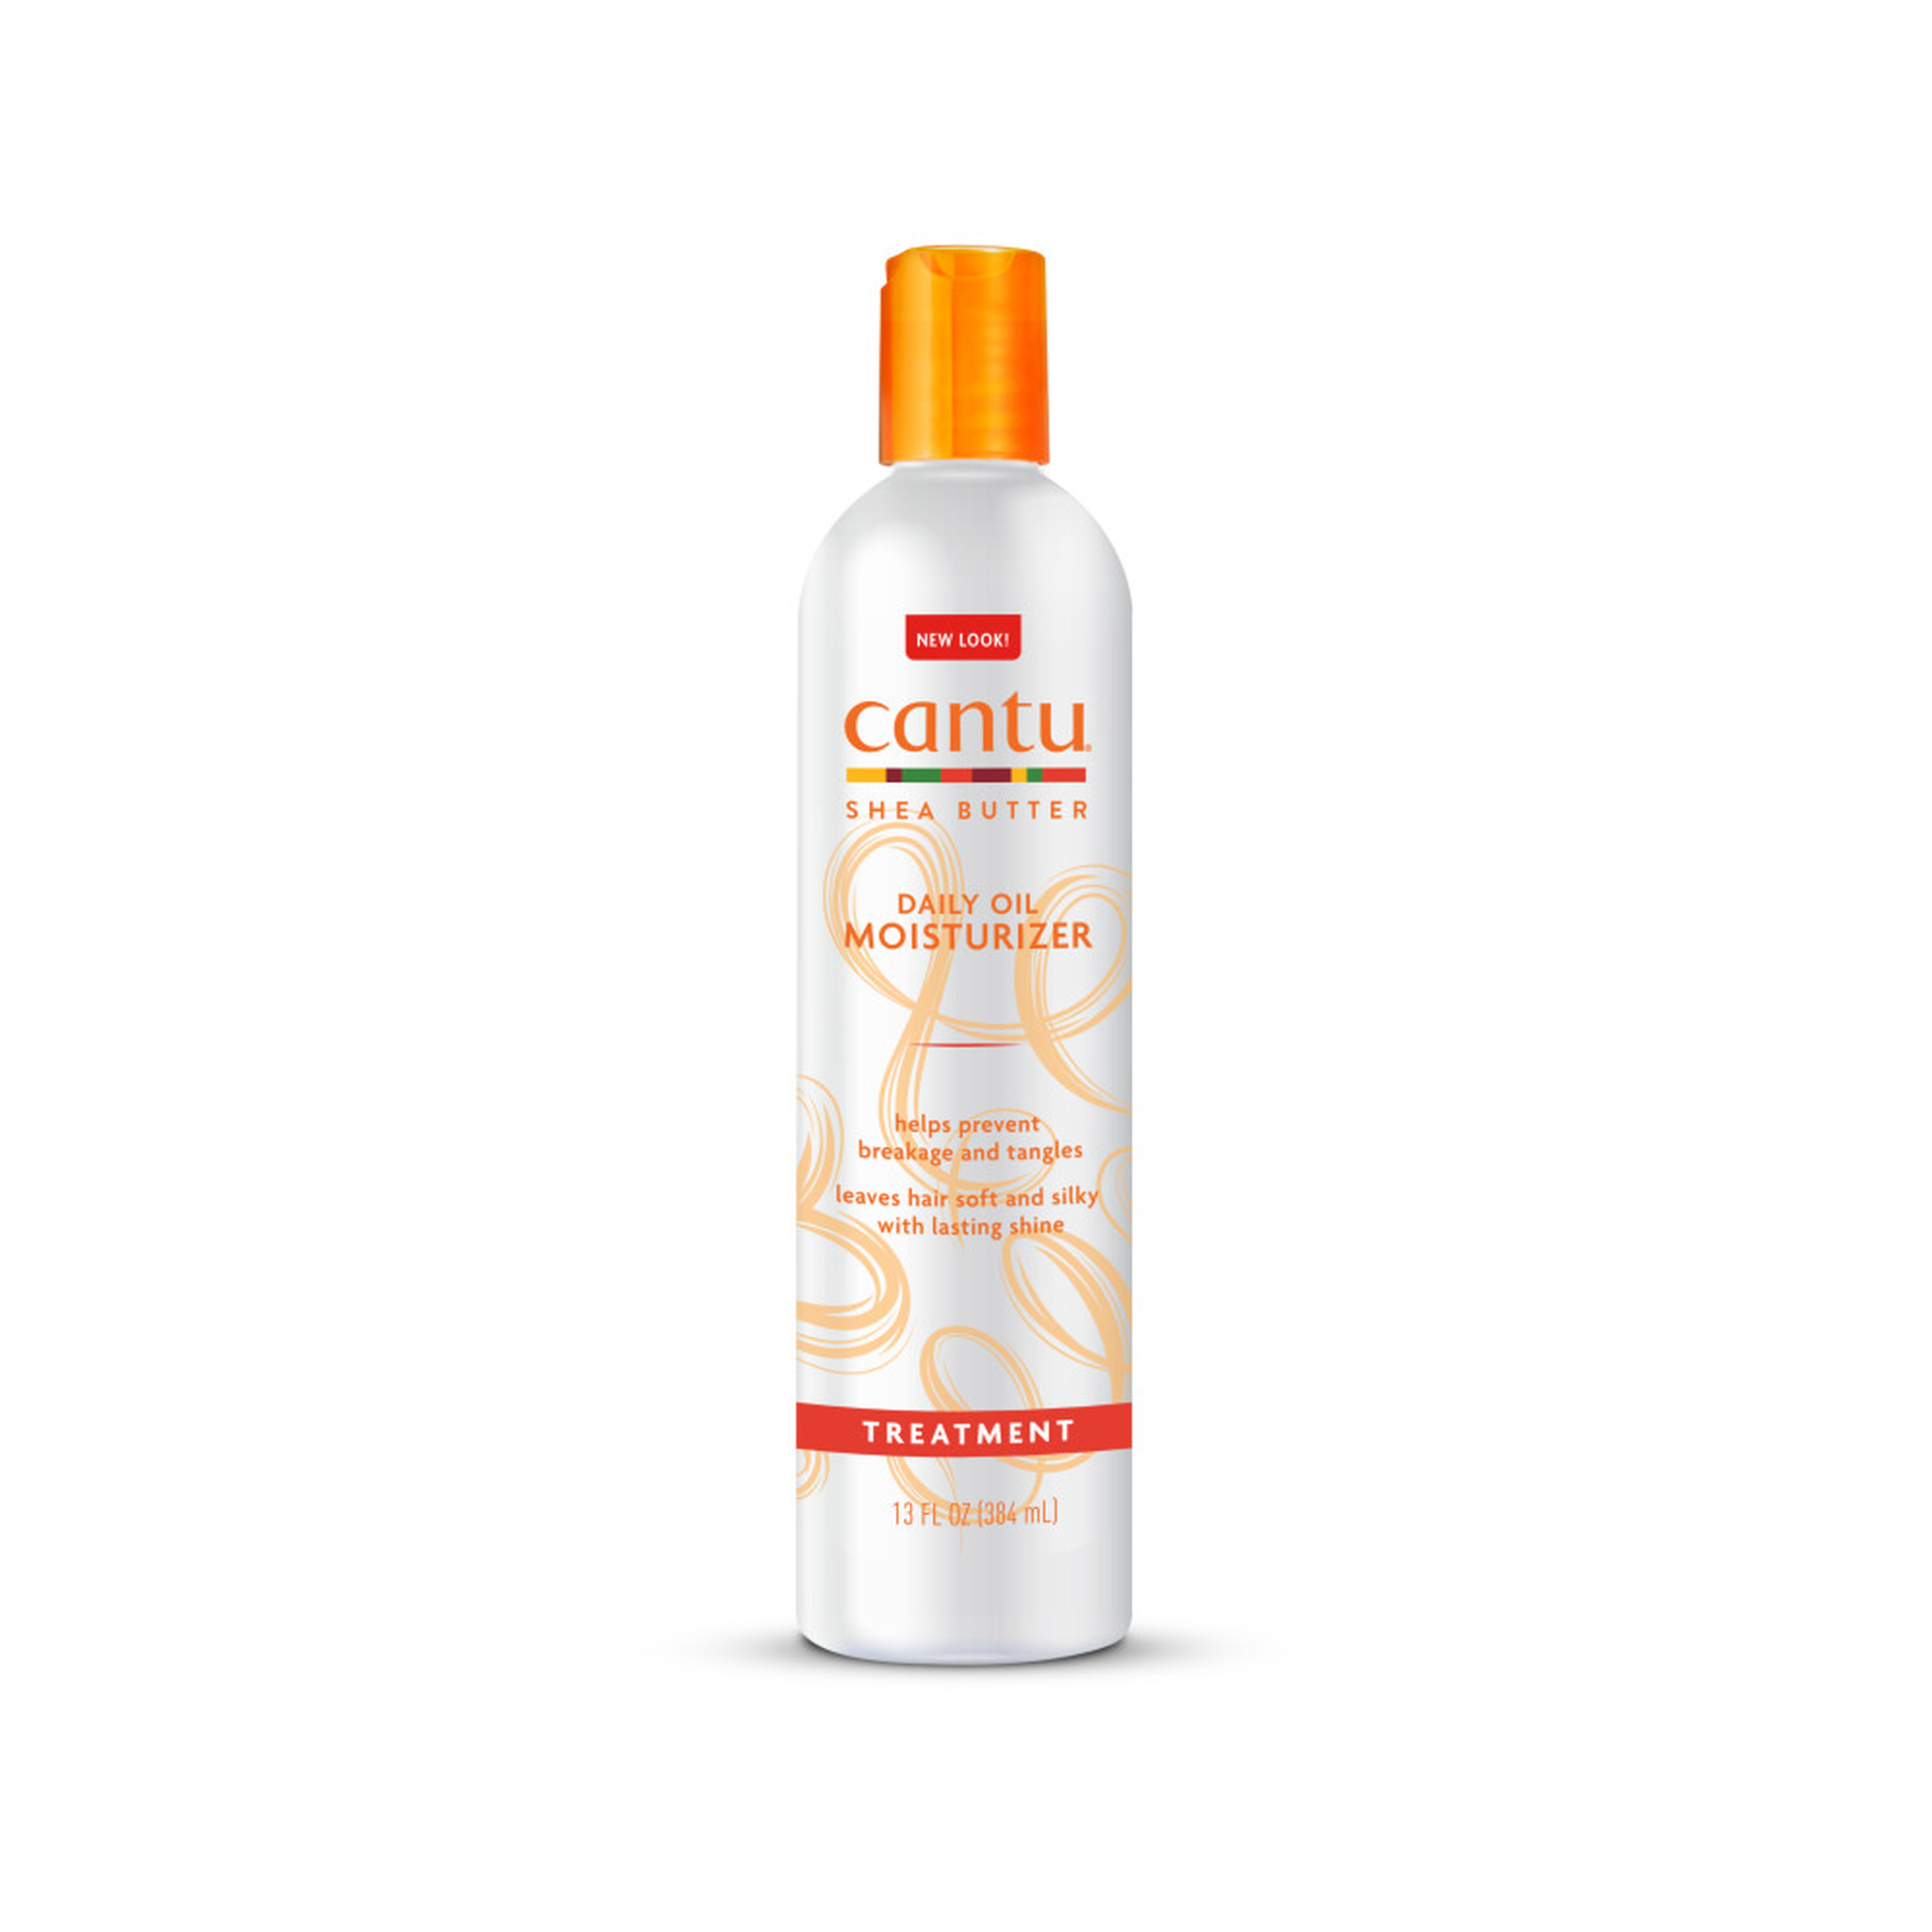 NEW LOOK!
cantu®
SHEA BUTTER
DAILY OIL
MOISTURIZER
helps prevent
breakage and tangles
leaves hair soft and silky
with lasting shine
TREATMENT
13 FL OZ (384 mL)